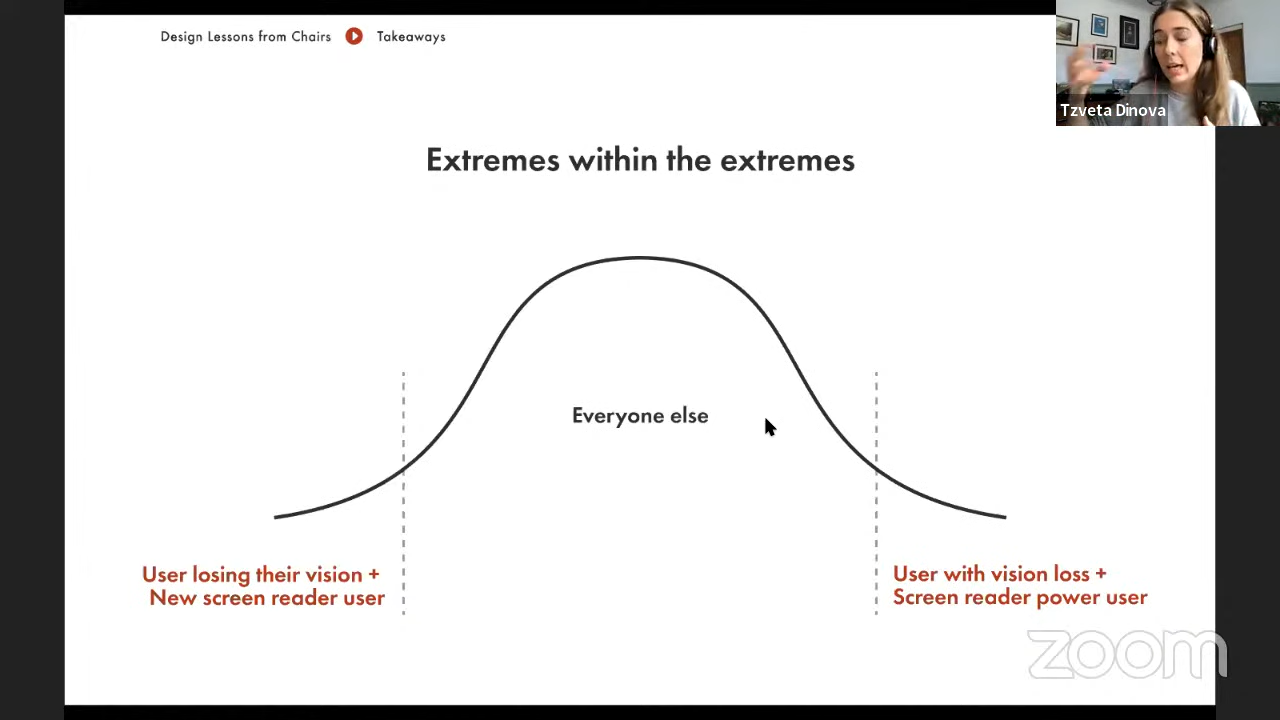 Design Lessons from Chairs Takeaways
Tzveta Dinova
Extremes within the extremes
Everyone else
User losing their vision +
New screen reader user
User with vision loss +
Screen reader power user
zoom